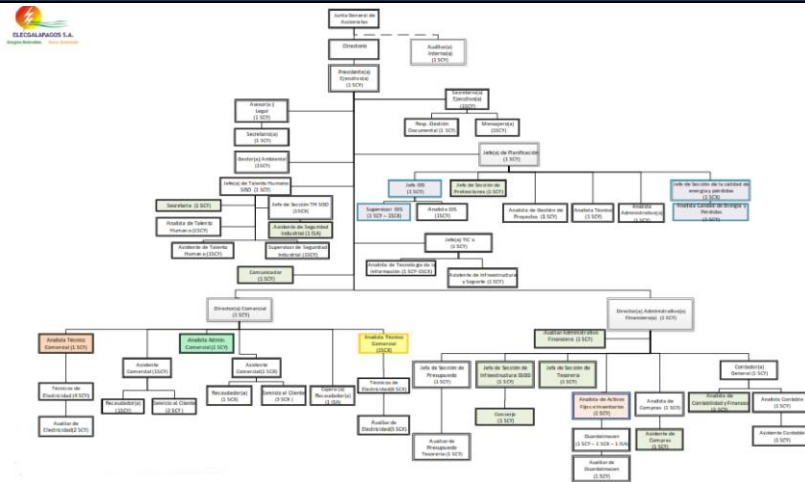 ELECGALAPAGOS S.A.
Junta General de
Accionistas
Directorio
Auditor(a)
Interno(a)
(1 SCY)
Presidente(a)
Ejecutivo(a)
(1 SCY)
Secretario(a)
Ejecutivo(a)
(1SCY)
Asesor(a)
Legal
(1 SCY)
Resp. Gestión
Documental (1 SCY)
Mensajero(a)
(1SCY)
Secretario(a)
(1 SCY)
Gestor(a) Ambiental
(1SCY)
Jefe(a) de Planificación
(1 SCY)
Jefe(a) de Talento Humano
SISO (1 SCY)
Jefe GIS
(1 SCY)
Jefe de Sección de
Protecciones (1 SCY)
Jefe de Sección de la calidad de
energía y pérdidas
(1 SCX)
Secretaria (1 SCY)
Jefe de Sección TH SISO
(1 SCX)
Supervisor GIS
(1 SCY – 1SCX)
Analista GIS
(1SCY)
Analista de Gestión de
Proyectos (1 SCY)
Analista Técnico
(1 SCY)
Analista
Administrativo(a)
(1 SCY)
Analista Calidad de Energía y
Pérdidas
(1 SCY)
Analista de Talento
Humano (1SCY)
Asistente de Seguridad
Industrial (1 ISA)
Asistente de Talento
Humano (1SCY)
Supervisor de Seguridad
Industrial (1SCY)
Jefe(a) TIC's
(1 SCY)
Comunicador
(1 SCY)
Analista de Tecnología de la
Información (1 SCY-1SCX)
Asistente de Infraestructura
y Soporte (1 SCY)
Director(a) Comercial
(1 SCY)
Director(a) Administrativo(a)
Financiero(a) (1 SCY)
Analista Técnico
Comercial (1 SCY)
Analista Admin.
Comercial (1 SCY)
Analista Técnico
Comercial
(1SCX)
Auxiliar Administrativo
Financiero (1 SCY)
Asistente
Comercial(1SCY)
Asistente
Comercial(1 SCX)
Jefe de Sección de
Presupuesto
(1 SCY)
Jefe de Sección de
Infraestructura
(1 SCY)
Jefe de Sección de
Tesorería
(1 SCY)
Contador(a)
General (1 SCY)
Técnicos de
Electricidad (4 SCY)
Recaudador(a)
(1SCY)
Servicio al Cliente
(2 SCY)
Recaudador(a)
(1 SCX)
Servicio al Cliente
(3 SCX)
Cajero(a)
Recaudador(a)
(1 ISA)
Técnicos de
Electricidad(6 SCX)
Analista de Activos
Fijos e Inventarios
Analista de
Compras (1 SCY)
Analista de
Contabilidad y Finanzas
(1 SCY)
Analista Contable
(1 SCY)
Auxiliar de
Electricidad(2 SCY)
Auxiliar de
Electricidad(5 SCX)
Conserje
(1 SCY)
Auxiliar de
Presupuesto
Tesorería (1 SCY)
Guardalmacen
(1 SCY – 1 SCX – 1 ISA)
Asistente de
Compras
(1 SCY)
Asistente Contable
(1 SCY)
Auxiliar de
Guardalmacen
(1 SCY)